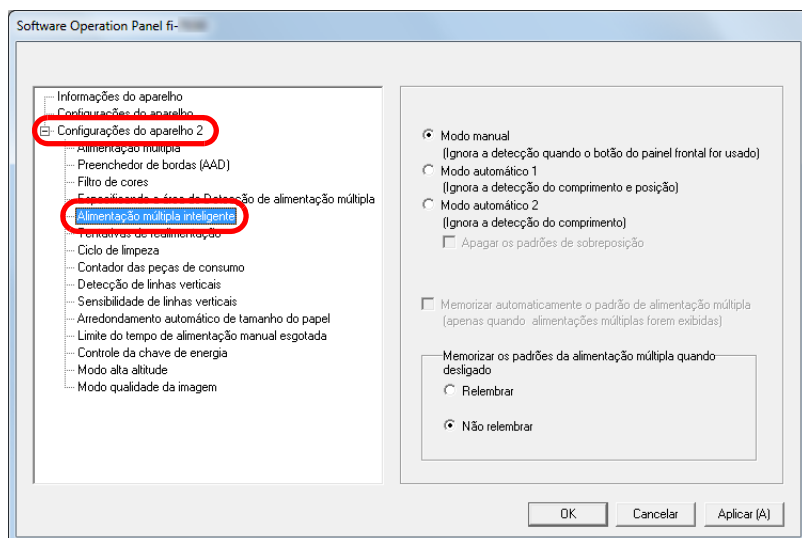 Software Operation Panel fi-
Informações do aparelho
Configurações do aparelho
Configurações do aparelho 2
Alimentação múltipla
Preenchedor de bordas (AAD)
Filtro de cores
Especificando a área de Detecção de alimentação múltipla
Alimentação múltipla inteligente
Tentativas de realimentação
Ciclo de limpeza
Contador das peças de consumo
Detecção de linhas verticais
Sensibilidade de linhas verticais
Arredondamento automático de tamanho do papel
Limite do tempo de alimentação manual esgotada
Controle da chave de energia
Modo alta altitude
Modo qualidade da imagem
Modo manual
(Ignora a detecção quando o botão do painel frontal for usado)
Modo automático 1
(Ignora a detecção do comprimento e posição)
Modo automático 2
(Ignora a detecção do comprimento)
Apagar os padrões de sobreposição
Memorizar automaticamente o padrão de alimentação múltipla
(apenas quando alimentações múltiplas forem exibidas)
Memorizar os padrões da alimentação múltipla quando
desligado
Relembrar
Não relembrar
OK
Cancelar
Aplicar (A)